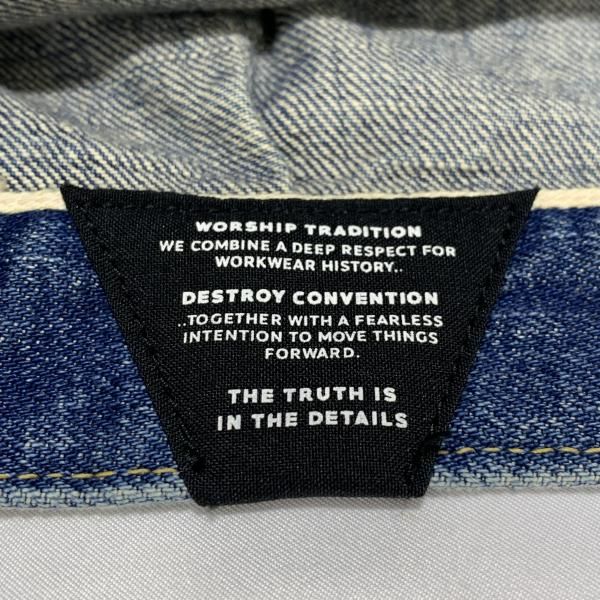 WORSHIP TRADITION
WE COMBINE A DEEP RESPECT FOR
WORKWEAR HISTORY..
DESTROY CONVENTION
..TOGETHER WITH A FEARLESS
INTENTION TO MOVE THINGS
FORWARD.
THE TRUTH IS
IN THE DETAILS